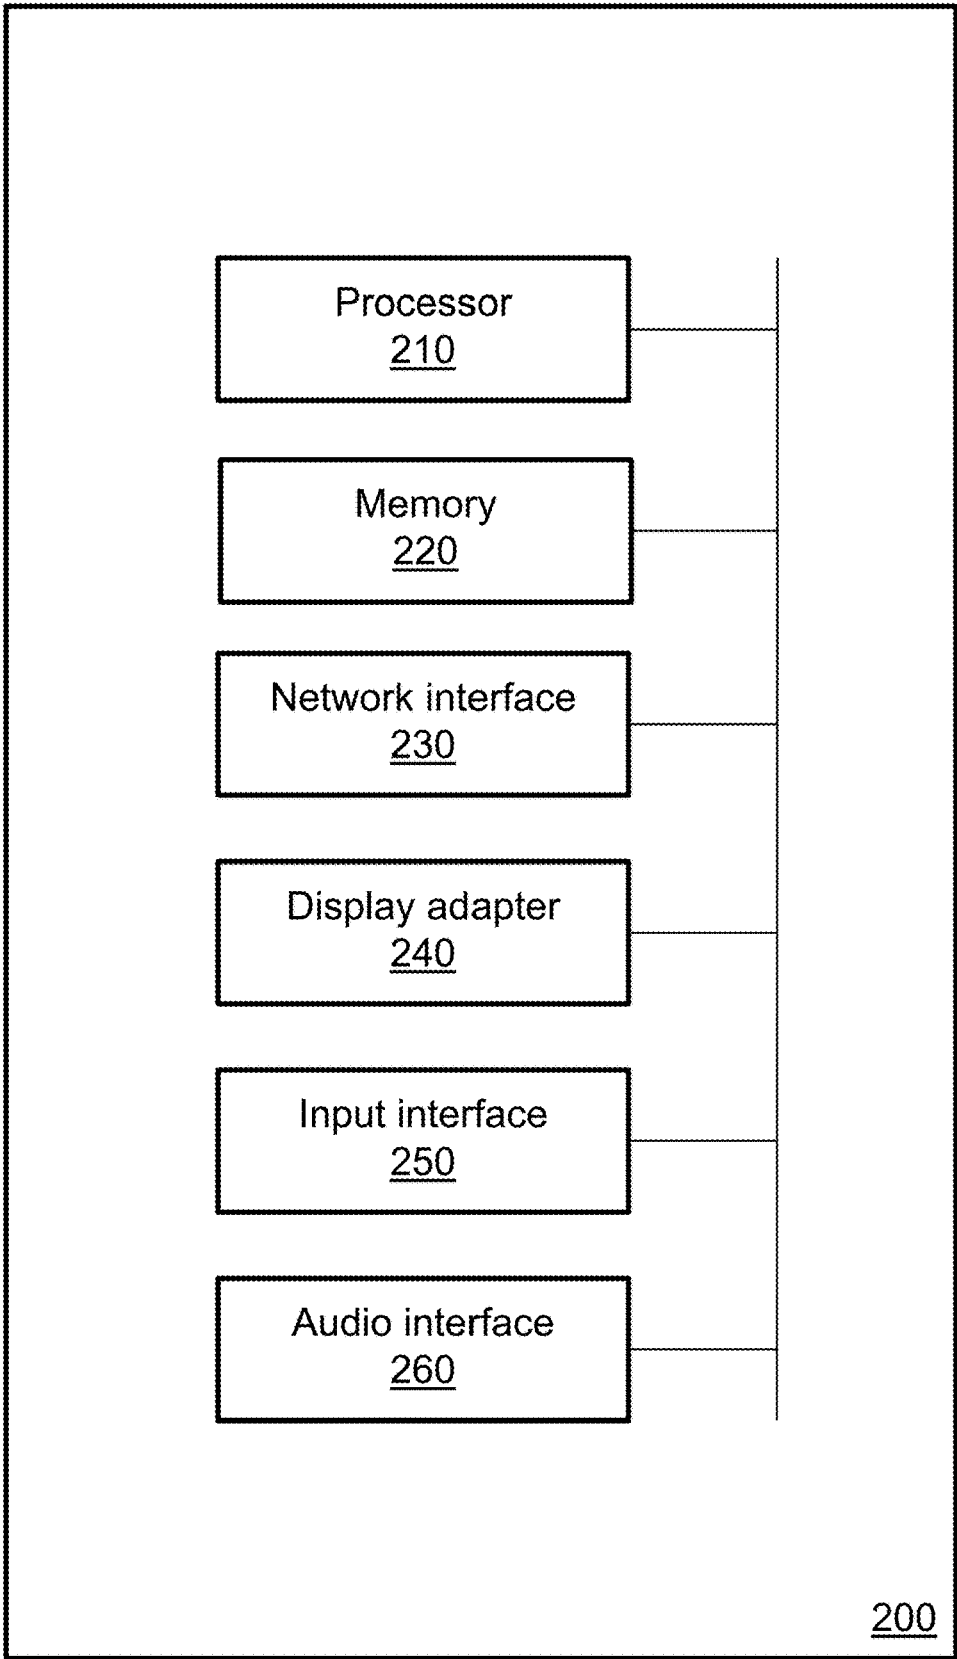 Processor
210
Memory
220
Network interface
230
Display adapter
240
Input interface
250
Audio interface
260
200